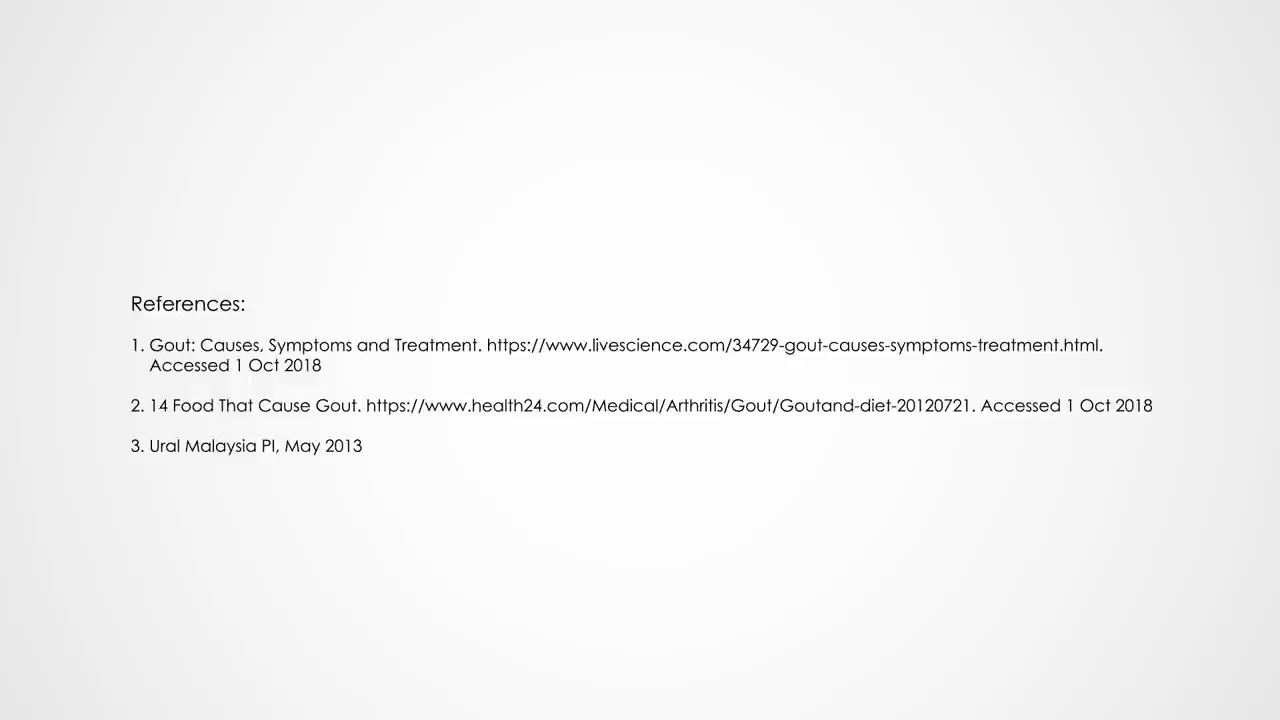 References:
1. Gout: Causes, Symptoms and Treatment. https://www.livescience.com/34729-gout-causes-symptoms-treatment.html.
Accessed 1 Oct 2018
2. 14 Food That Cause Gout. https://www.health24.com/Medical/Arthritis/Gout/Goutand-diet-20120721. Accessed 1 Oct 2018
3. Ural Malaysia PI, May 2013